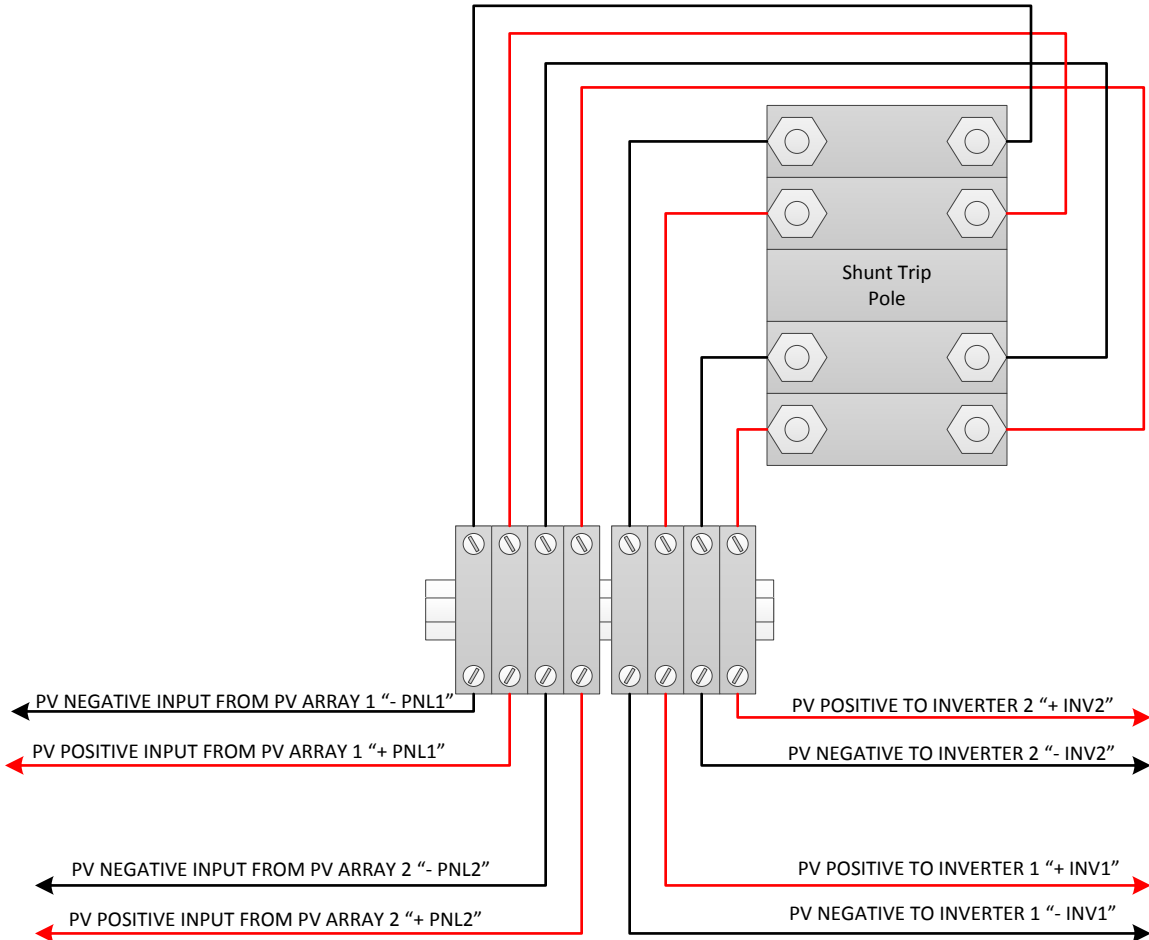 Shunt Trip
Pole
PV NEGATIVE INPUT FROM PV ARRAY 1 “- PNL1”
PV POSITIVE INPUT FROM PV ARRAY 1 “+ PNL1”
PV NEGATIVE INPUT FROM PV ARRAY 2 “- PNL2”
PV POSITIVE INPUT FROM PV ARRAY 2 “+ PNL2”
PV POSITIVE TO INVERTER 2 “+ INV2”
PV NEGATIVE TO INVERTER 2 “- INV2”
PV POSITIVE TO INVERTER 1 “+ INV1”
PV NEGATIVE TO INVERTER 1 “- INV1”